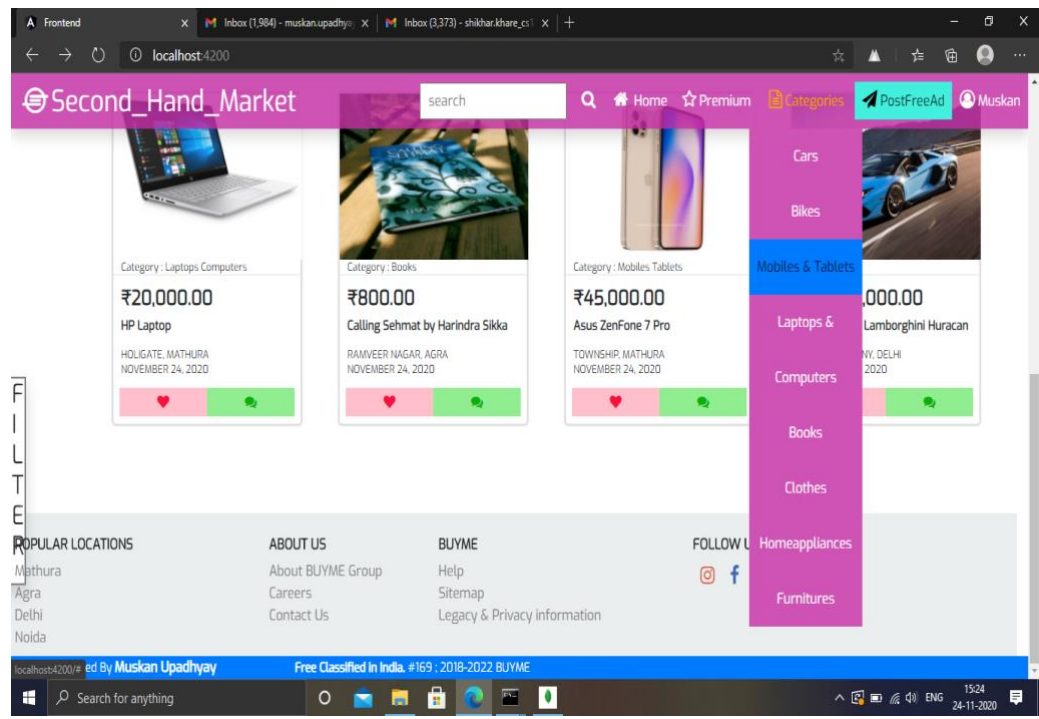 Frontend
Inbox (1,984) - muskan.upadhya
Inbox (3,373) - shikhar.khare_cs1
localhost:4200
Second_Hand_Market
search
Home
Premium
Categories
PostFreeAd
Muskan
Cars
Bikes
Mobiles & Tablets
Laptops &
Computers
Books
Clothes
Homeappliances
Furnitures
Category : Laptops Computers
₹20,000.00
HP Laptop
HOLIGATE, MATHURA
NOVEMBER 24, 2020
Category : Books
₹800.00
Calling Sehmat by Harindra Sikka
RAMVEER NAGAR, AGRA
NOVEMBER 24, 2020
Category : Mobiles Tablets
₹45,000.00
Asus ZenFone 7 Pro
TOWNSHIP, MATHURA
NOVEMBER 24, 2020
,000.00
Lamborghini Huracan
NY, DELHI
2020
FILTER
POPULAR LOCATIONS
Mathura
Agra
Delhi
Noida
ABOUT US
About BUYME Group
Careers
Contact Us
BUYME
Help
Sitemap
Legacy & Privacy information
FOLLOW U
localhost:4200/#
ed By Muskan Upadhyay
Free Classified in India. #169 ; 2018-2022 BUYME
Search for anything
ENG
15:24
24-11-2020